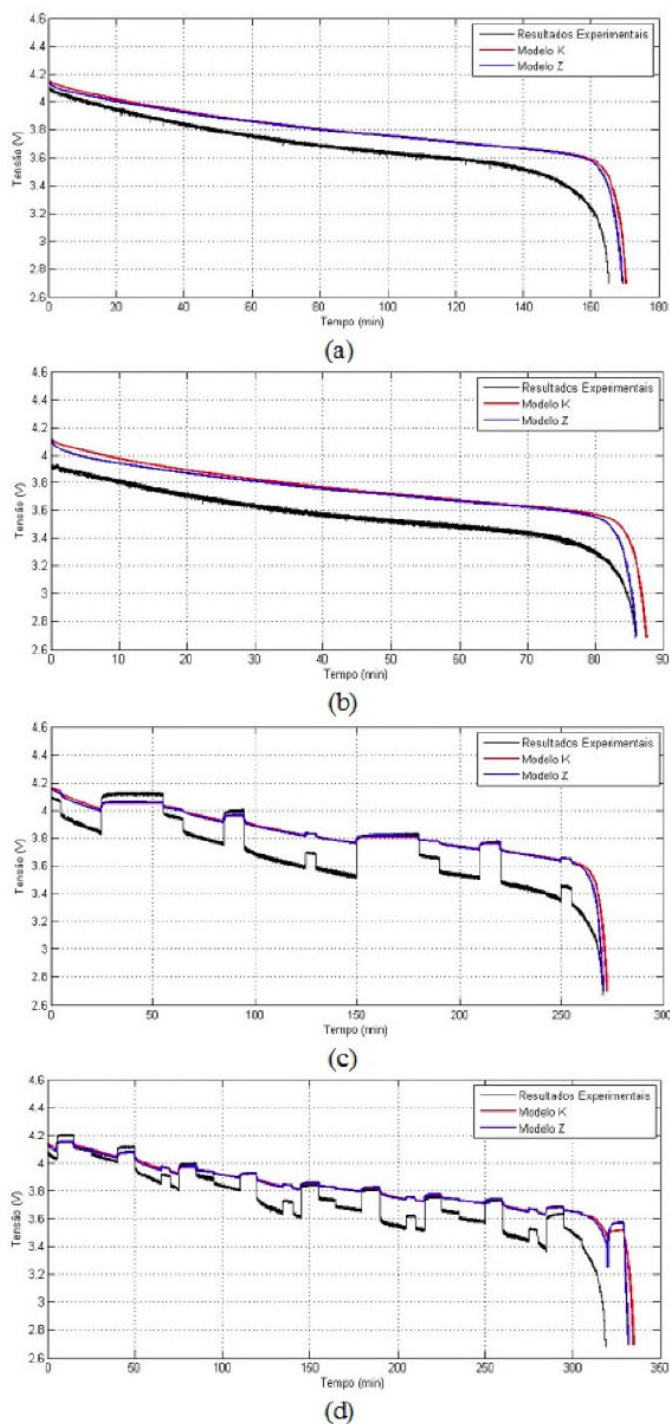 4.6
4.4
4.2
4
3.8
3.6
3.4
3.2
3
2.8
2.6
Tensão (V)
Resultados Experimentais
Modelo K
Modelo Z
0 20 40 60 80 100 120 140 160 180
Tempo (min)
(a)
4.6
4.4
4.2
4
3.8
3.6
3.4
3.2
3
2.8
2.6
Tensão (V)
Resultados Experimentais
Modelo K
Modelo Z
0 10 20 30 40 50 60 70 80 90
Tempo (min)
(b)
4.6
4.4
4.2
4
3.8
3.6
3.4
3.2
3
2.8
2.6
Tensão (V)
Resultados Experimentais
Modelo K
Modelo Z
0 50 100 150 200 250 300
Tempo (min)
(c)
4.6
4.4
4.2
4
3.8
3.6
3.4
3.2
3
2.8
2.6
Tensão (V)
Resultados Experimentais
Modelo K
Modelo Z
0 50 100 150 200 250 300 350
Tempo (min)
(d)